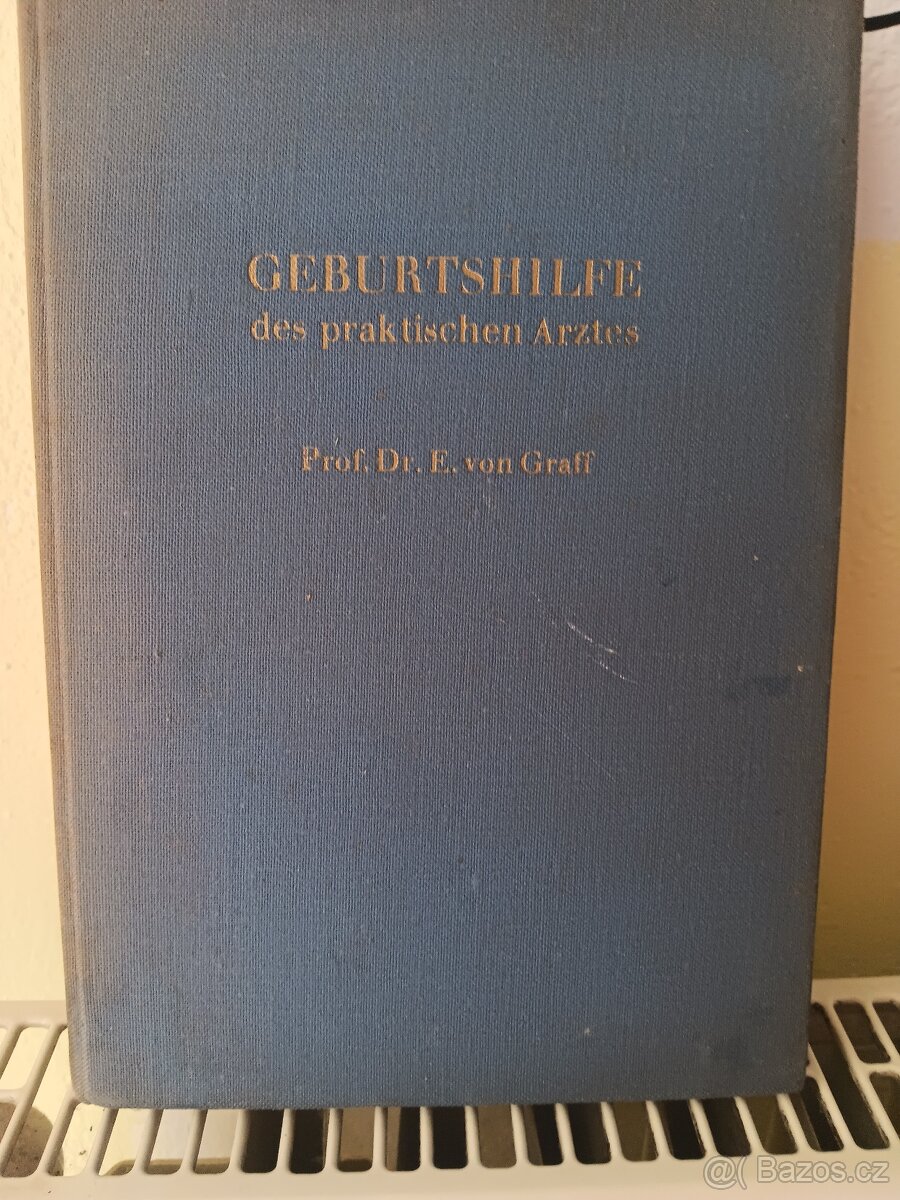 GEBURTSHILFE
des praktischen Arztes
Prof. Dr. E. von Graff
@( Bazos.cz